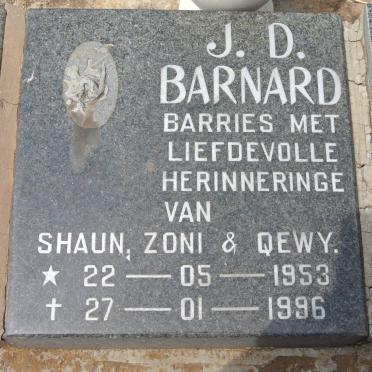 J. D.
BARNARD
BARRIES MET
LIEFDEVOLLE
HERINNERINGE
VAN
SHAUN, ZONI & QEWY.
★ 22 — 05 — 1953
✝ 27 — 01 — 1996